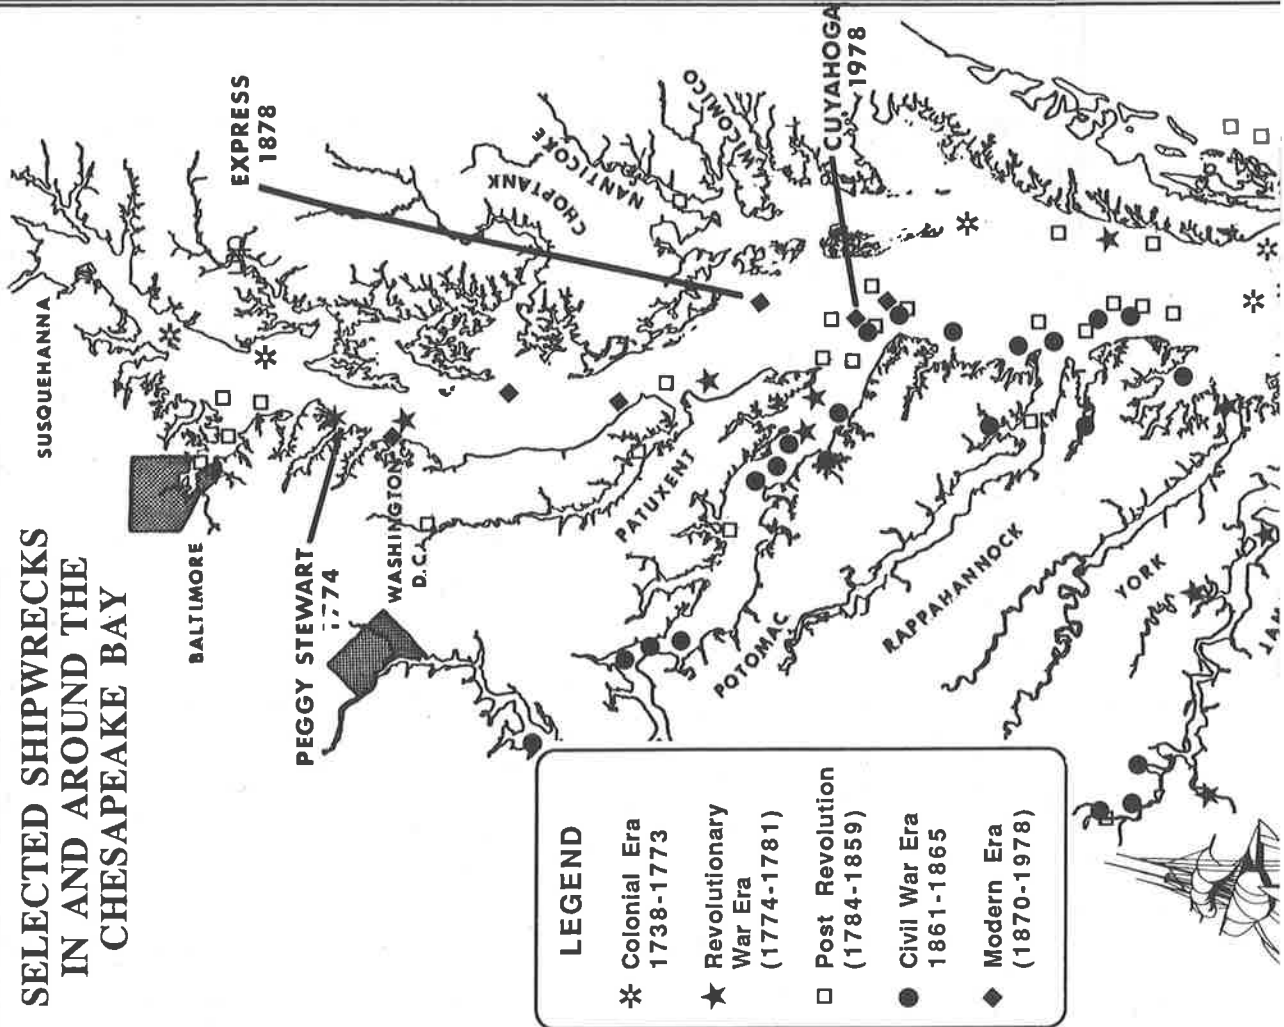 SELECTED SHIPWRECKS
IN AND AROUND THE
CHESAPEAKE BAY
SUSQUEHANNA
BALTIMORE
EXPRESS
1878
PEGGY STEWART
1774
WASHINGTON
D.C.
CHOPTANK
NANTICOKE
WICOMICO
CUYAHOGA
1978
PATUXENT
POTOMAC
RAPPAHANNOCK
YORK
LEGEND
Colonial Era
1738-1773
Revolutionary
War Era
(1774-1781)
Post Revolution
(1784-1859)
Civil War Era
1861-1865
Modern Era
(1870-1978)